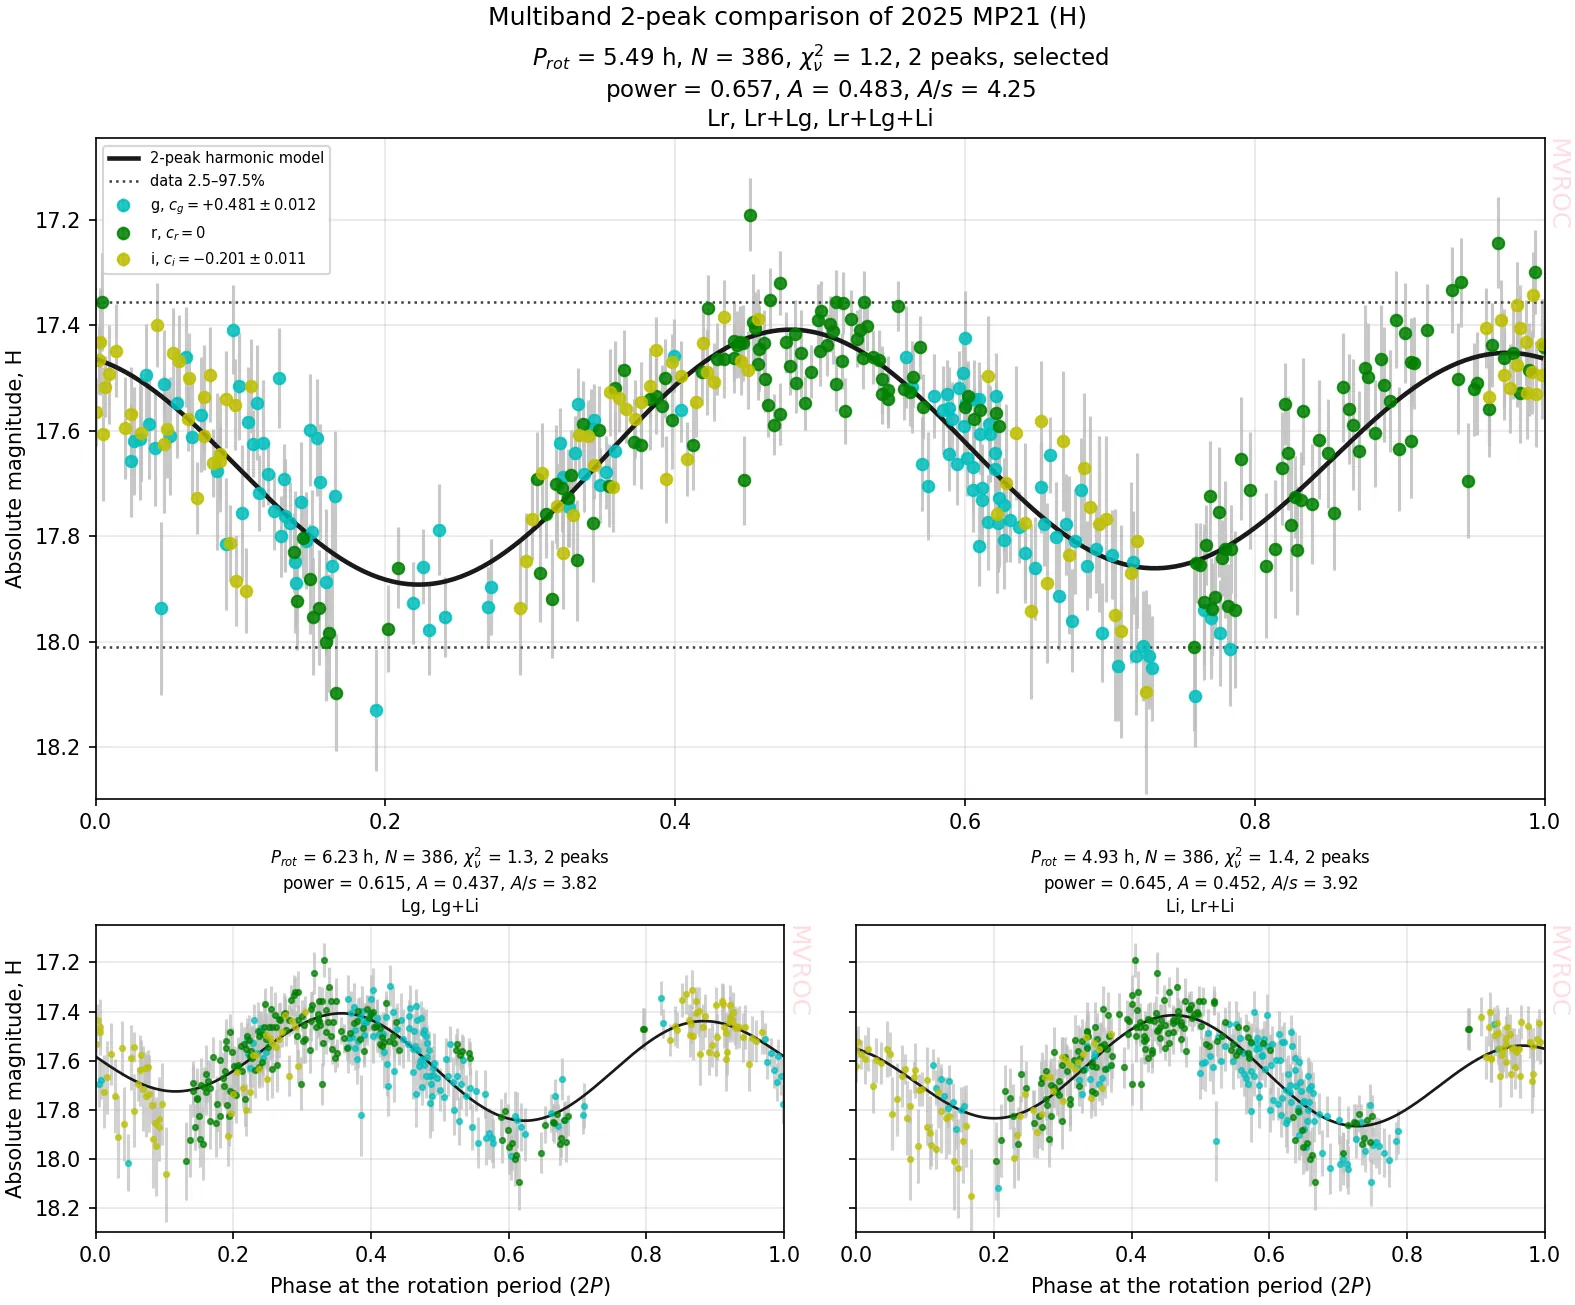 Multiband 2-peak comparison of 2025 MP21 (H)
P_rot = 5.49 h, N = 386, χ²_ν = 1.2, 2 peaks, selected
power = 0.657, A = 0.483, A/s = 4.25
Lr, Lr+Lg, Lr+Lg+Li
2-peak harmonic model
data 2.5–97.5%
g, c_g = +0.481 ± 0.012
r, c_r = 0
i, c_i = −0.201 ± 0.011
MVROC
Absolute magnitude, H
17.2
17.4
17.6
17.8
18.0
18.2
0.0 0.2 0.4 0.6 0.8 1.0
P_rot = 6.23 h, N = 386, χ²_ν = 1.3, 2 peaks
power = 0.615, A = 0.437, A/s = 3.82
Lg, Lg+Li
MVROC
Absolute magnitude, H
17.2
17.4
17.6
17.8
18.0
18.2
0.0 0.2 0.4 0.6 0.8 1.0
Phase at the rotation period (2P)
P_rot = 4.93 h, N = 386, χ²_ν = 1.4, 2 peaks
power = 0.645, A = 0.452, A/s = 3.92
Li, Lr+Li
MVROC
0.0 0.2 0.4 0.6 0.8 1.0
Phase at the rotation period (2P)